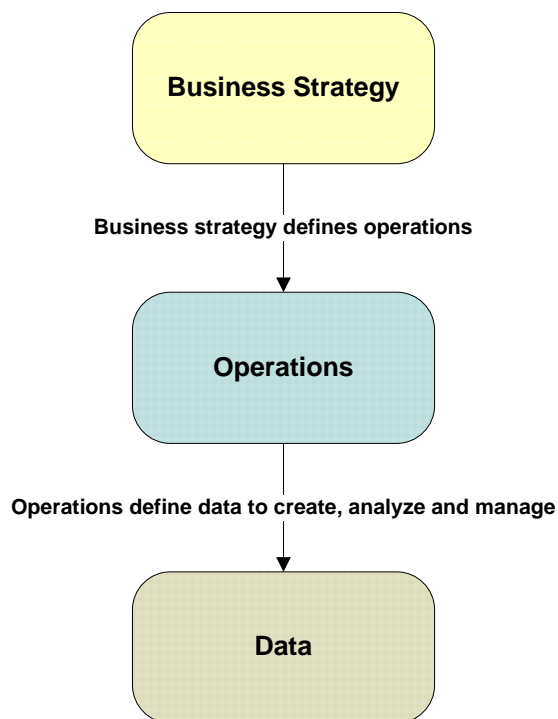 Business Strategy
Business strategy defines operations
Operations
Operations define data to create, analyze and manage
Data